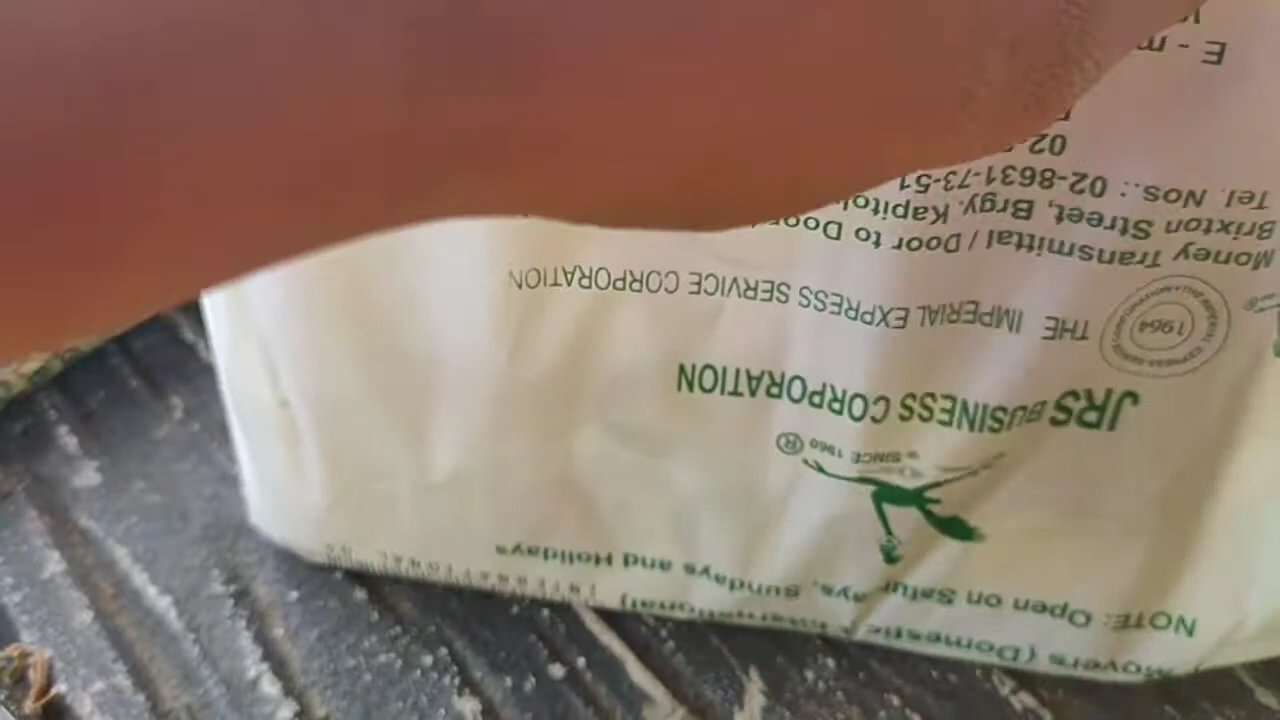 Movers (Domestic & International)
NOTE: Open on Saturdays, Sundays and Holidays
® SINCE 1960
JRS BUSINESS CORPORATION
THE IMPERIAL EXPRESS SERVICE CORPORATION
1964
Money Transmittal / Door to Door
Brixton Street, Brgy. Kapitol
Tel. Nos.: 02-8631-73-51
02-
E - m